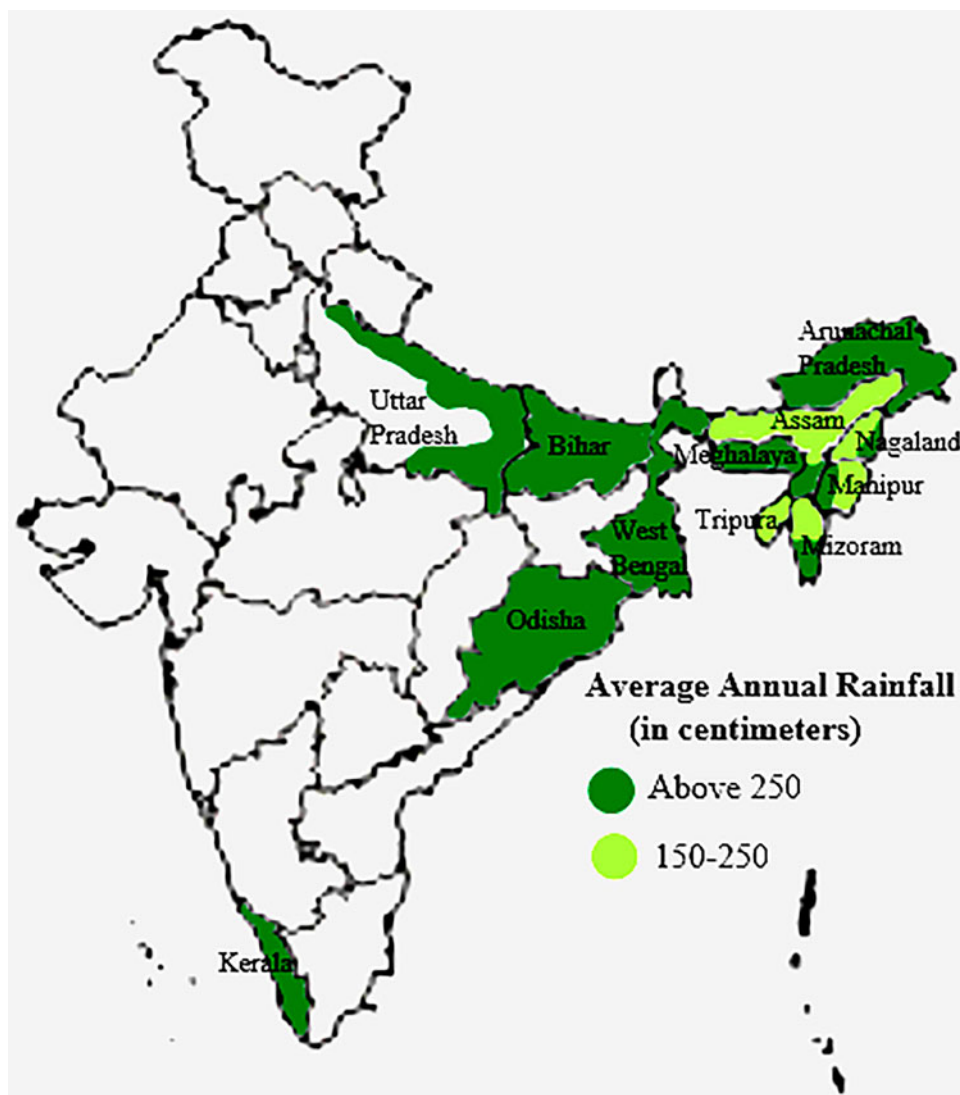 Arunachal
Pradesh
Uttar
Pradesh
Assam
Bihar
Nagaland
Meghalaya
Manipur
Tripura
West
Bengal
Mizoram
Odisha
Average Annual Rainfall
(in centimeters)
Above 250
150-250
Kerala